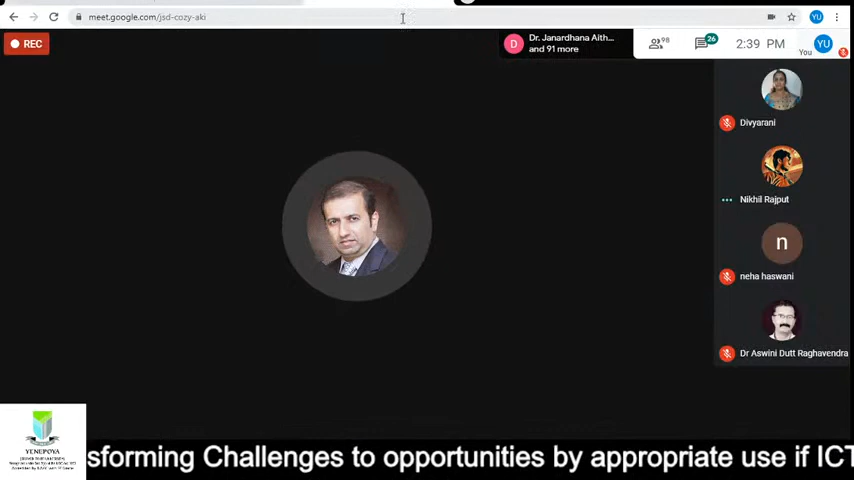 meet.google.com/jsd-cozy-aki
YU
REC
D
Dr. Janardhana Aith...
and 91 more
98
26
2:39 PM
You
YU
Divyarani
Nikhil Rajput
n
neha haswani
Dr Aswini Dutt Raghavendra
YENEPOYA
sforming Challenges to opportunities by appropriate use if ICT